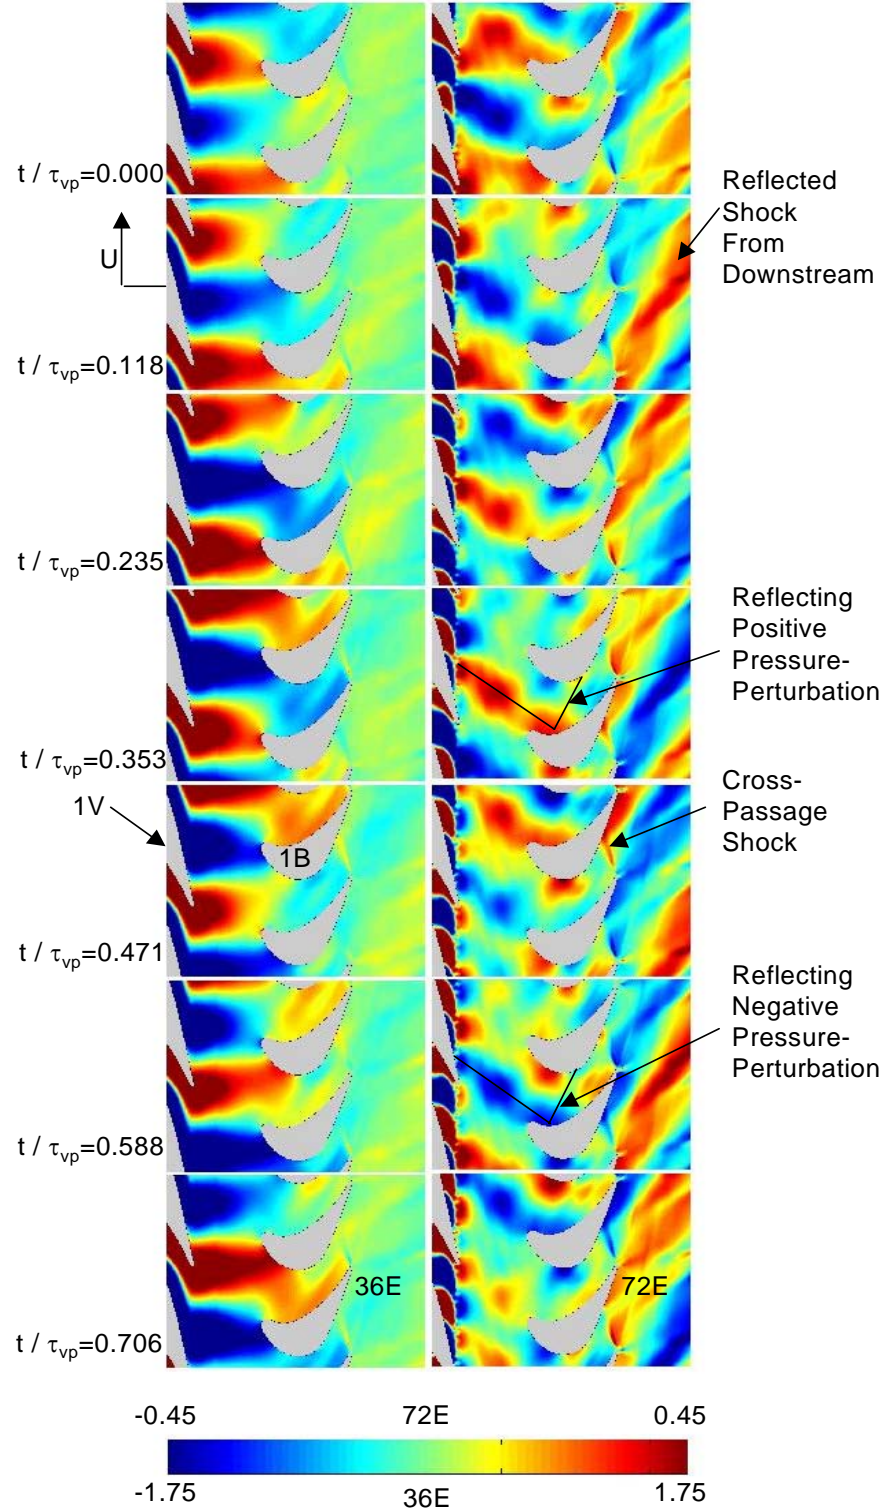 t / τvp=0.000
Reflected
Shock
From
Downstream
U
t / τvp=0.118
t / τvp=0.235
Reflecting
Positive
Pressure-
Perturbation
t / τvp=0.353
1V
1B
Cross-
Passage
Shock
t / τvp=0.471
Reflecting
Negative
Pressure-
Perturbation
t / τvp=0.588
36E
72E
t / τvp=0.706
-0.45 72E 0.45
-1.75 36E 1.75